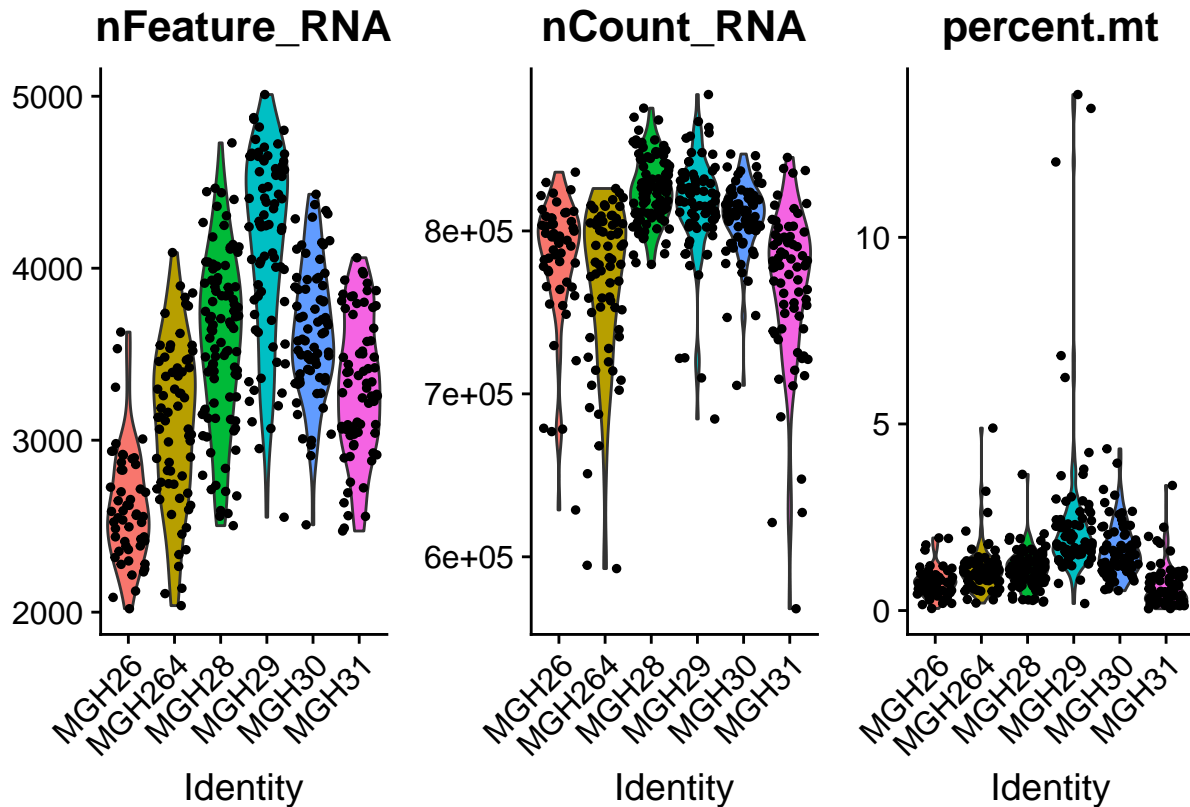 nFeature_RNA
5000
4000
3000
2000
MGH26
MGH264
MGH28
MGH29
MGH30
MGH31
Identity
nCount_RNA
8e+05
7e+05
6e+05
MGH26
MGH264
MGH28
MGH29
MGH30
MGH31
Identity
percent.mt
10
5
0
MGH26
MGH264
MGH28
MGH29
MGH30
MGH31
Identity